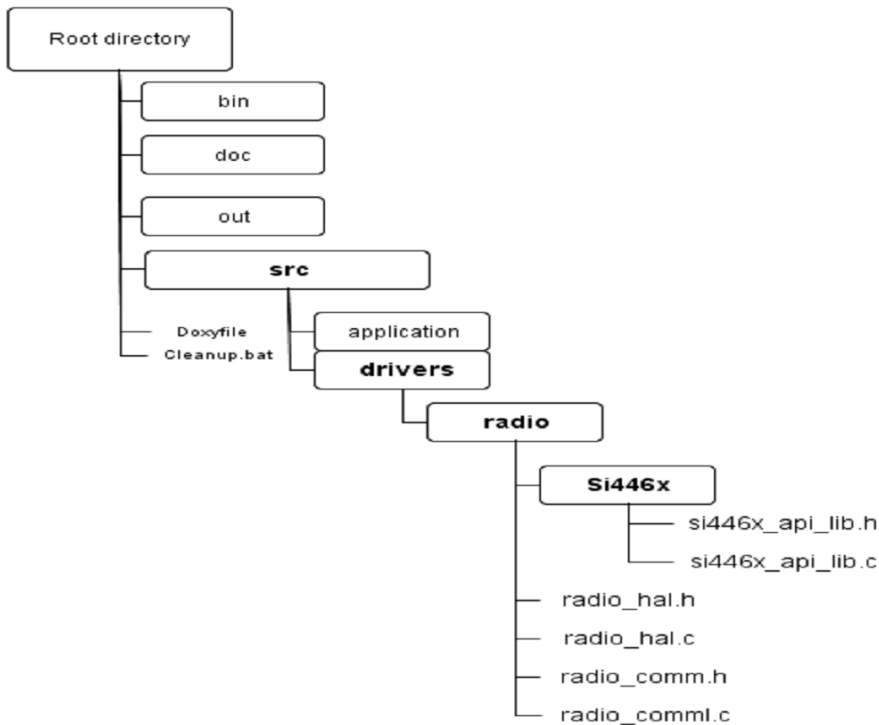 Root directory
bin
doc
out
src
Doxyfile
application
Cleanup.bat
drivers
radio
Si446x
si446x_api_lib.h
si446x_api_lib.c
radio_hal.h
radio_hal.c
radio_comm.h
radio_comml.c